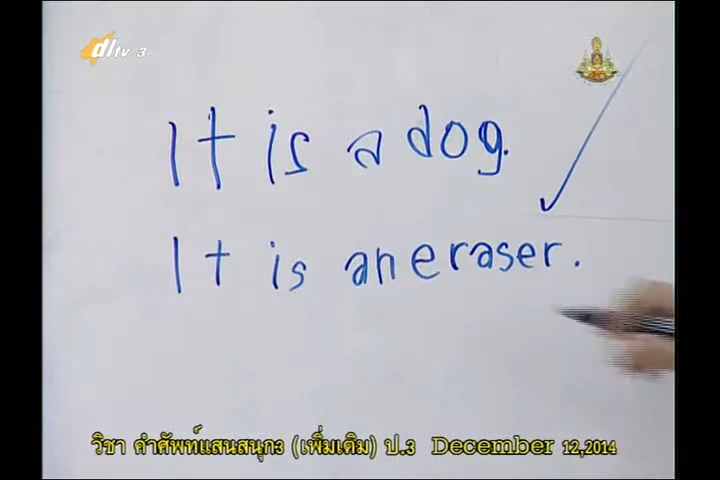 dltv 3
It is a dog.
It is an eraser.
วิชา คำศัพท์แสนสนุก3 (เพิ่มเติม) ป.3 December 12,2014